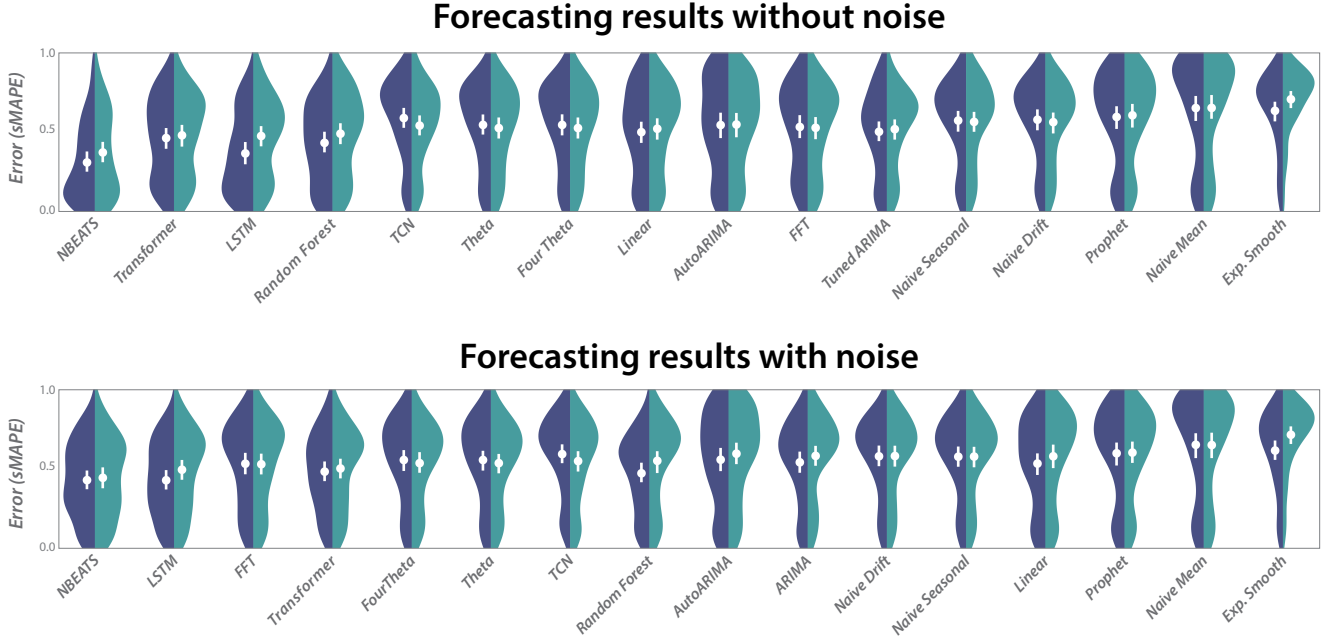 Forecasting results without noise
Error (sMAPE)
1.0
0.5
0.0
NBEATS
Transformer
LSTM
Random Forest
TCN
Theta
Four Theta
Linear
AutoARIMA
FFT
Tuned ARIMA
Naive Seasonal
Naive Drift
Prophet
Naive Mean
Exp. Smooth
Forecasting results with noise
Error (sMAPE)
1.0
0.5
0.0
NBEATS
LSTM
FFT
Transformer
FourTheta
Theta
TCN
Random Forest
AutoARIMA
ARIMA
Naive Drift
Naive Seasonal
Linear
Prophet
Naive Mean
Exp. Smooth